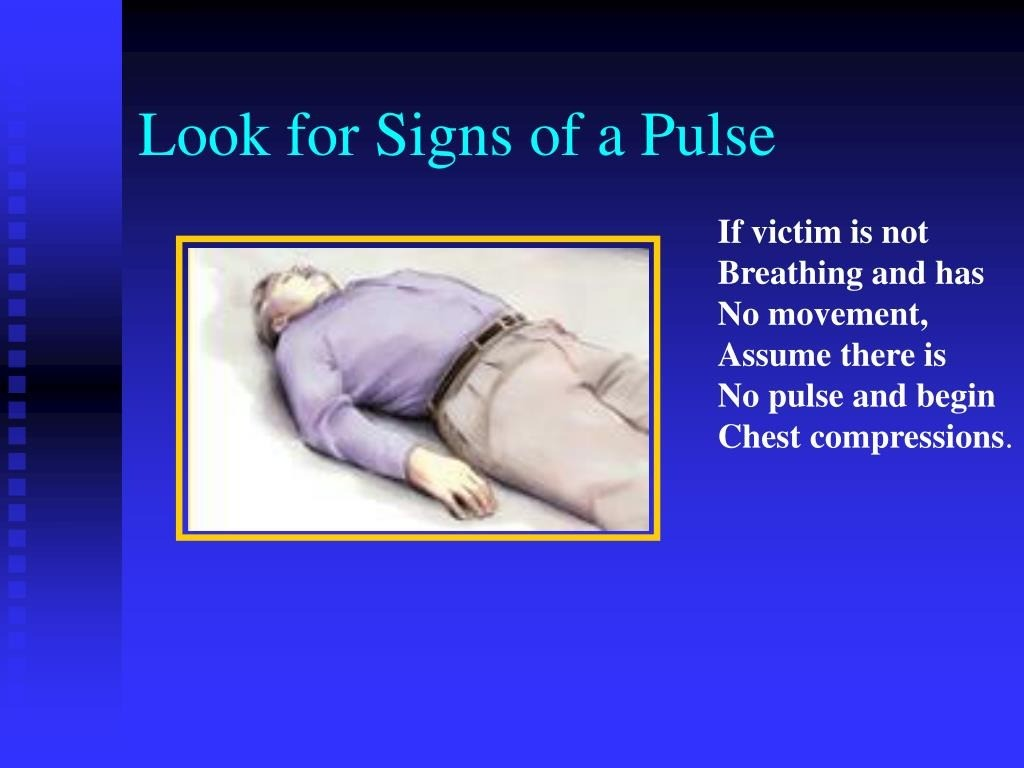 Look for Signs of a Pulse
If victim is not
Breathing and has
No movement,
Assume there is
No pulse and begin
Chest compressions.